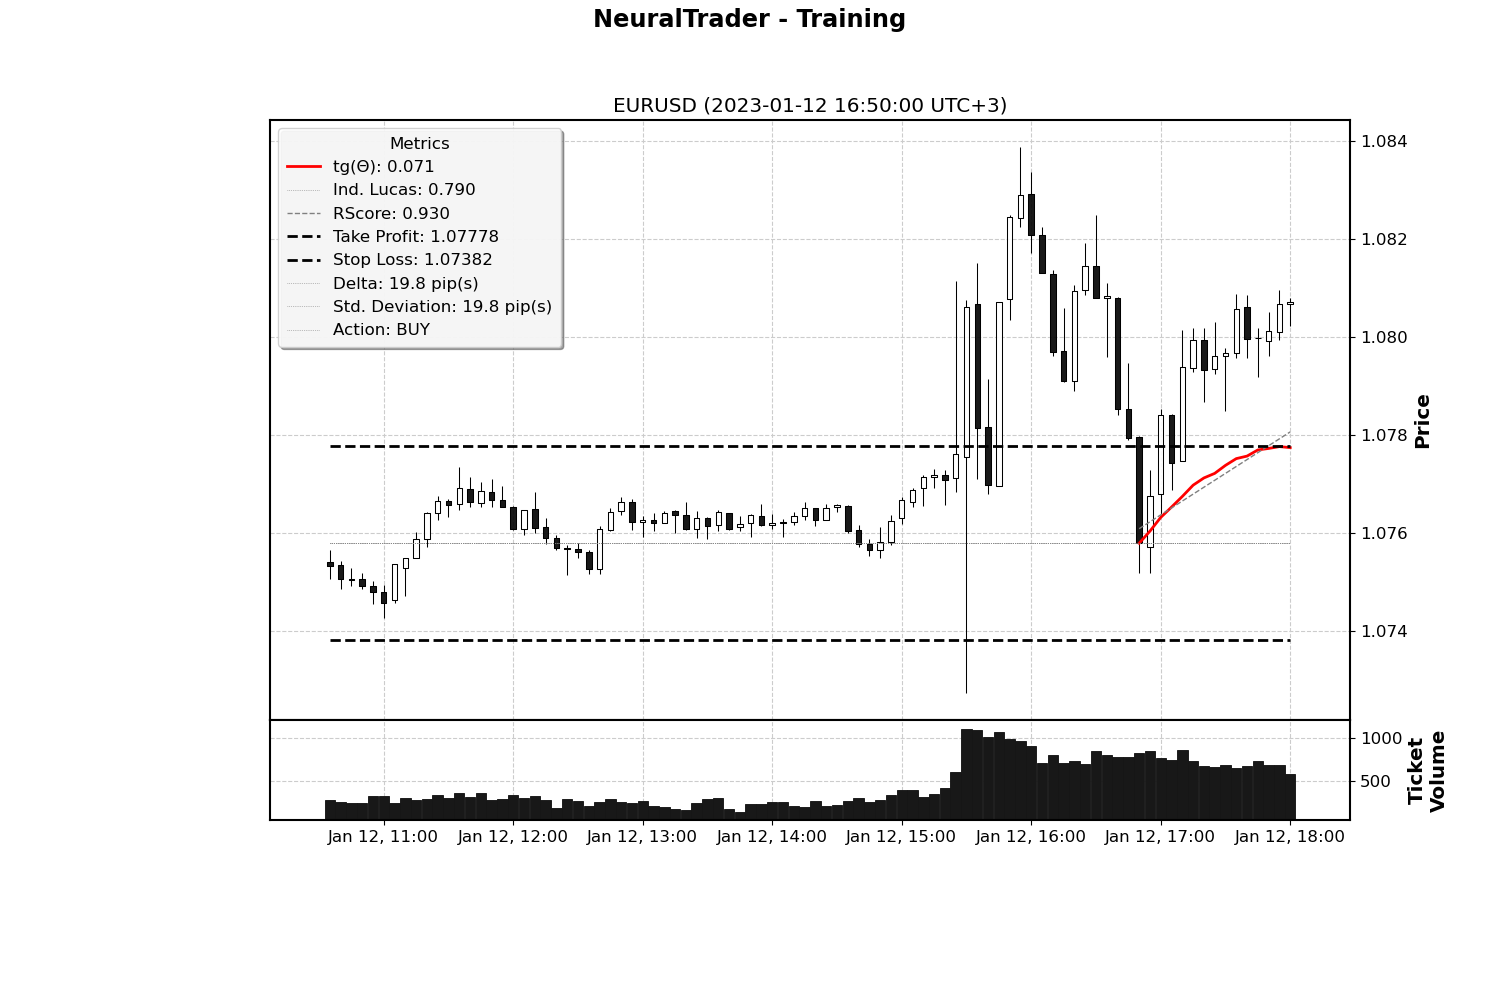 NeuralTrader - Training
EURUSD (2023-01-12 16:50:00 UTC+3)
Metrics
tg(Θ): 0.071
Ind. Lucas: 0.790
RScore: 0.930
Take Profit: 1.07778
Stop Loss: 1.07382
Delta: 19.8 pip(s)
Std. Deviation: 19.8 pip(s)
Action: BUY
1.084
1.082
1.080
1.078
1.076
1.074
Price
1000
500
Ticket
Volume
Jan 12, 11:00
Jan 12, 12:00
Jan 12, 13:00
Jan 12, 14:00
Jan 12, 15:00
Jan 12, 16:00
Jan 12, 17:00
Jan 12, 18:00